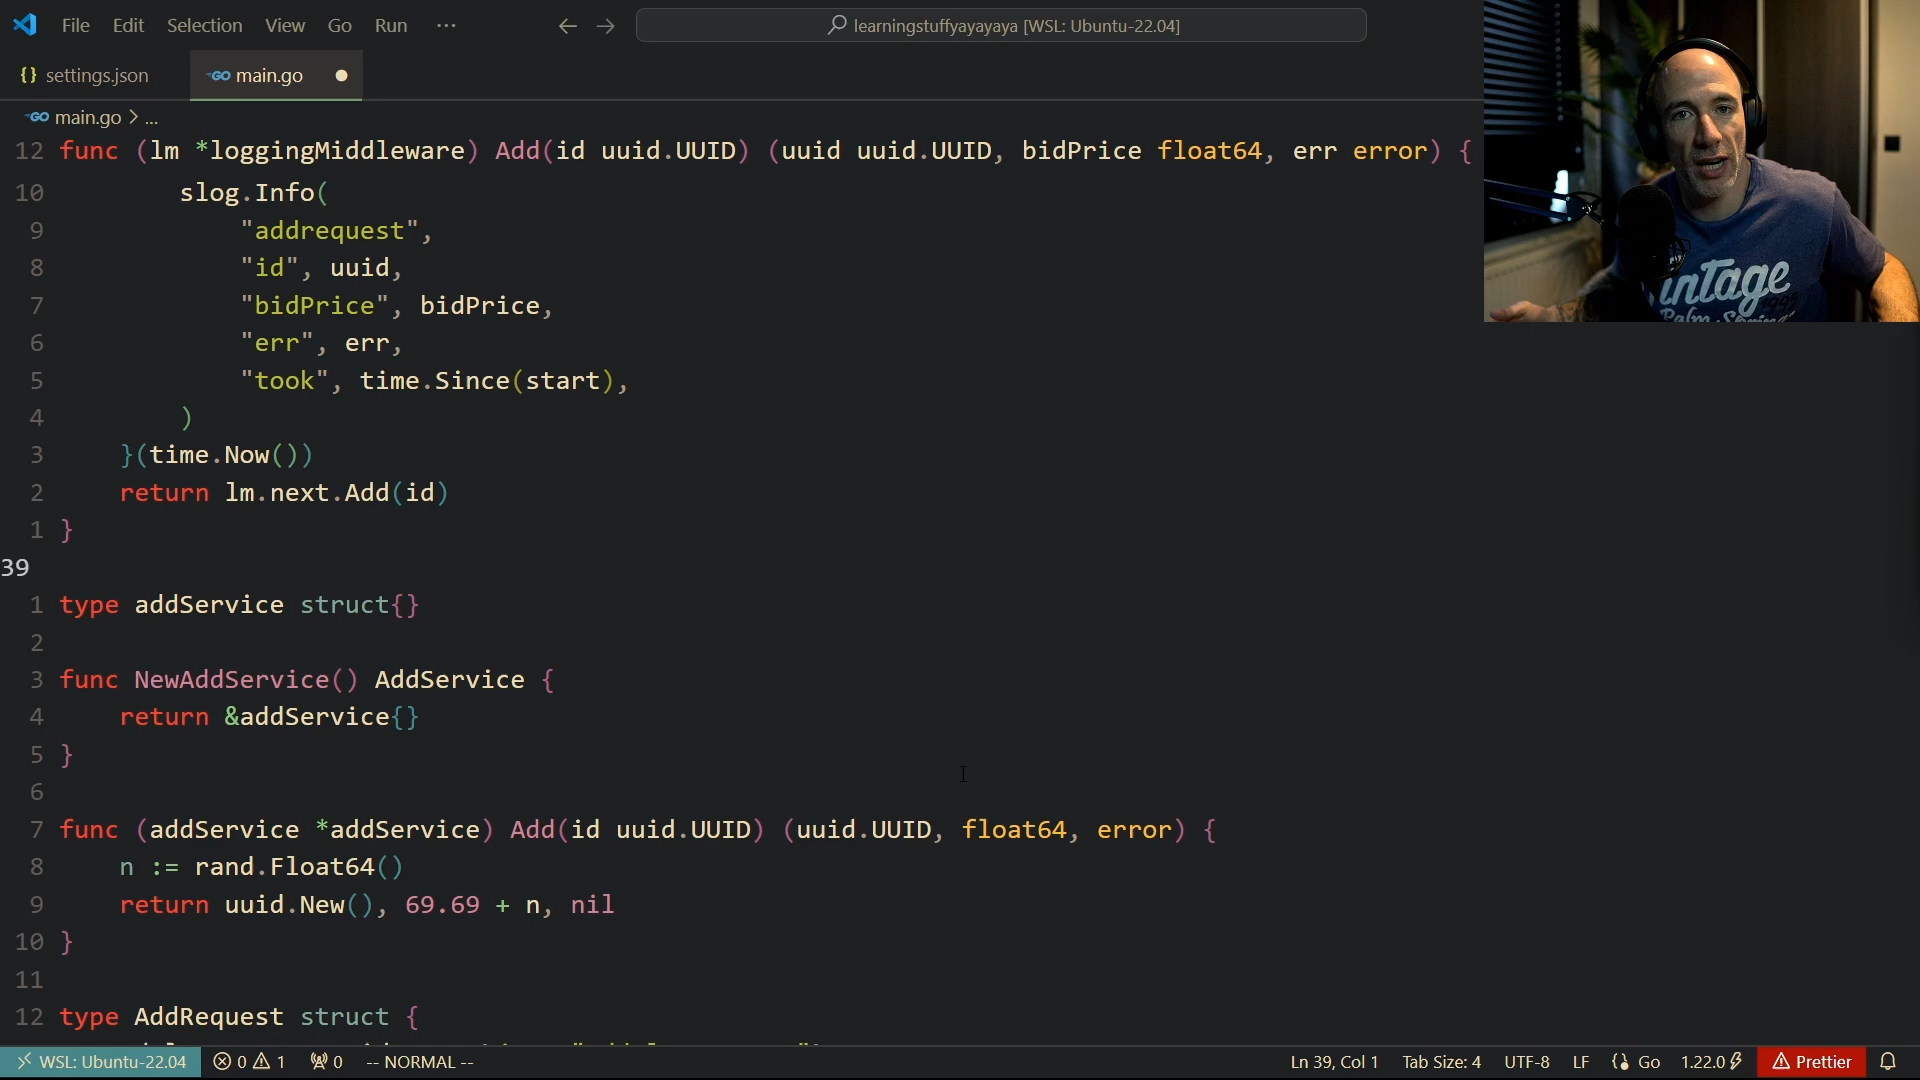 File Edit Selection View Go Run ···
learningstuffyayayaya [WSL: Ubuntu-22.04]
{} settings.json
GO main.go
GO main.go > ...
12 func (lm *loggingMiddleware) Add(id uuid.UUID) (uuid uuid.UUID, bidPrice float64, err error) {
10 slog.Info(
9 "addrequest",
8 "id", uuid,
7 "bidPrice", bidPrice,
6 "err", err,
5 "took", time.Since(start),
4 )
3 }(time.Now())
2 return lm.next.Add(id)
1 }
39
1 type addService struct{}
2
3 func NewAddService() AddService {
4 return &addService{}
5 }
6
7 func (addService *addService) Add(id uuid.UUID) (uuid.UUID, float64, error) {
8 n := rand.Float64()
9 return uuid.New(), 69.69 + n, nil
10 }
11
12 type AddRequest struct {
WSL: Ubuntu-22.04 0 1 0 -- NORMAL -- Ln 39, Col 1 Tab Size: 4 UTF-8 LF {} Go 1.22.0 Prettier